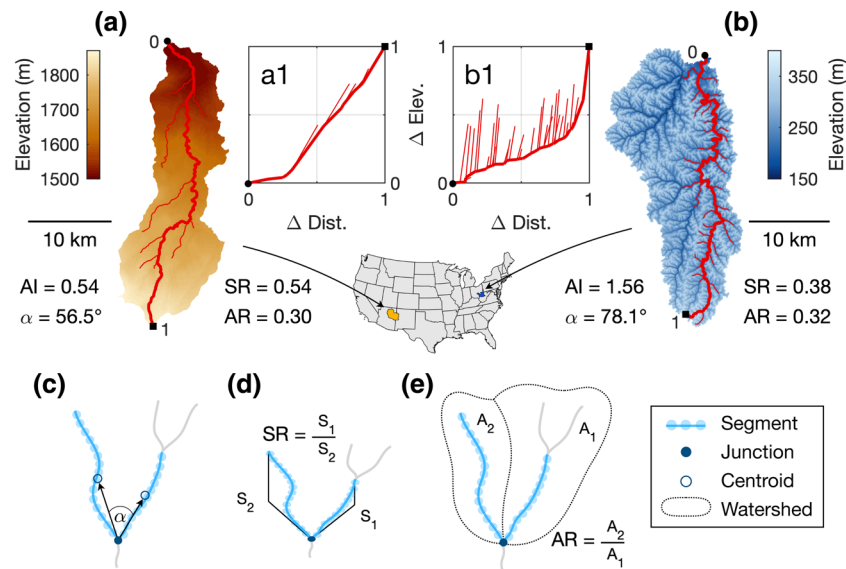 (a)
0
Elevation (m)
1800
1700
1600
1500
10 km
AI = 0.54
α = 56.5°
SR = 0.54
AR = 0.30
1
a1
1
0
0
1
Δ Dist.
b1
Δ Elev.
1
0
0
1
Δ Dist.
(b)
0
Elevation (m)
350
250
150
10 km
AI = 1.56
α = 78.1°
SR = 0.38
AR = 0.32
1
(c)
α
(d)
SR = S1
S2
S2
S1
(e)
A2
A1
AR = A2
A1
Segment
Junction
Centroid
Watershed